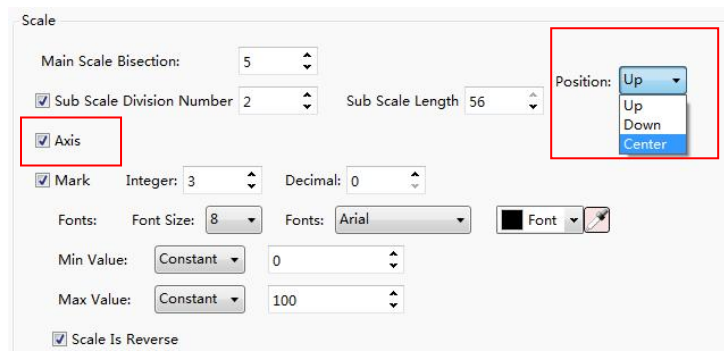 Scale
Main Scale Bisection: 5
Position: Up
Up
Down
Center
Sub Scale Division Number 2 Sub Scale Length 56
Axis
Mark Integer: 3 Decimal: 0
Fonts: Font Size: 8 Fonts: Arial Font
Min Value: Constant 0
Max Value: Constant 100
Scale Is Reverse